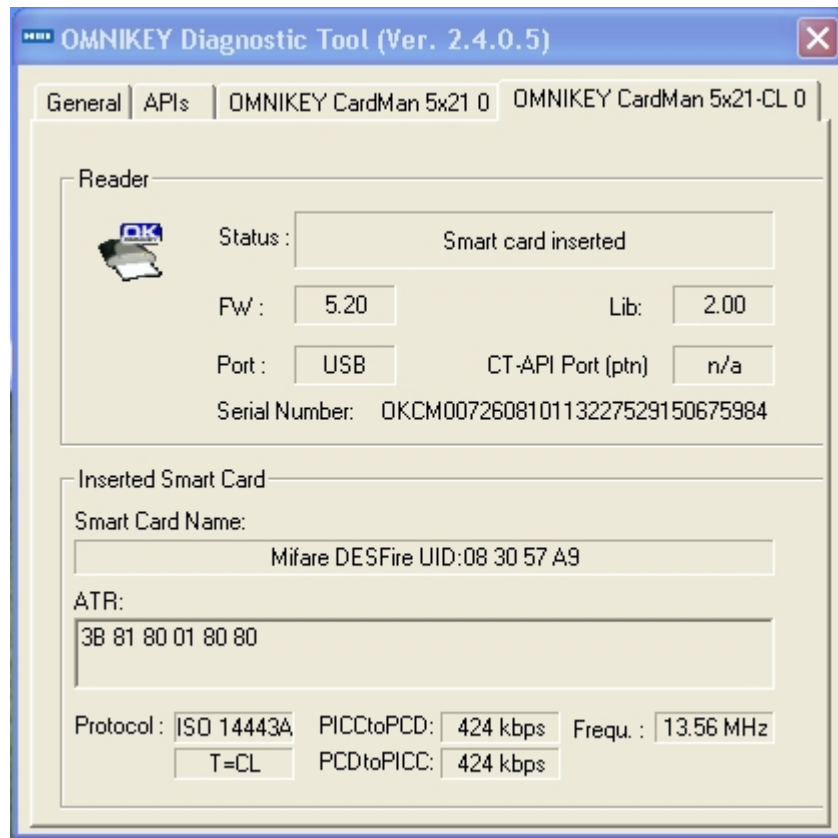 OMNIKEY Diagnostic Tool (Ver. 2.4.0.5)
General APIs OMNIKEY CardMan 5x21 0 OMNIKEY CardMan 5x21-CL 0
Reader
OK
Status : Smart card inserted
FW : 5.20 Lib: 2.00
Port : USB CT-API Port (ptn) n/a
Serial Number: OKCM007260810113227529150675984
Inserted Smart Card
Smart Card Name:
Mifare DESFire UID:08 30 57 A9
ATR:
3B 81 80 01 80 80
Protocol : ISO 14443A PICCtoPCD: 424 kbps Frequ. : 13.56 MHz
T=CL PCDtoPICC: 424 kbps